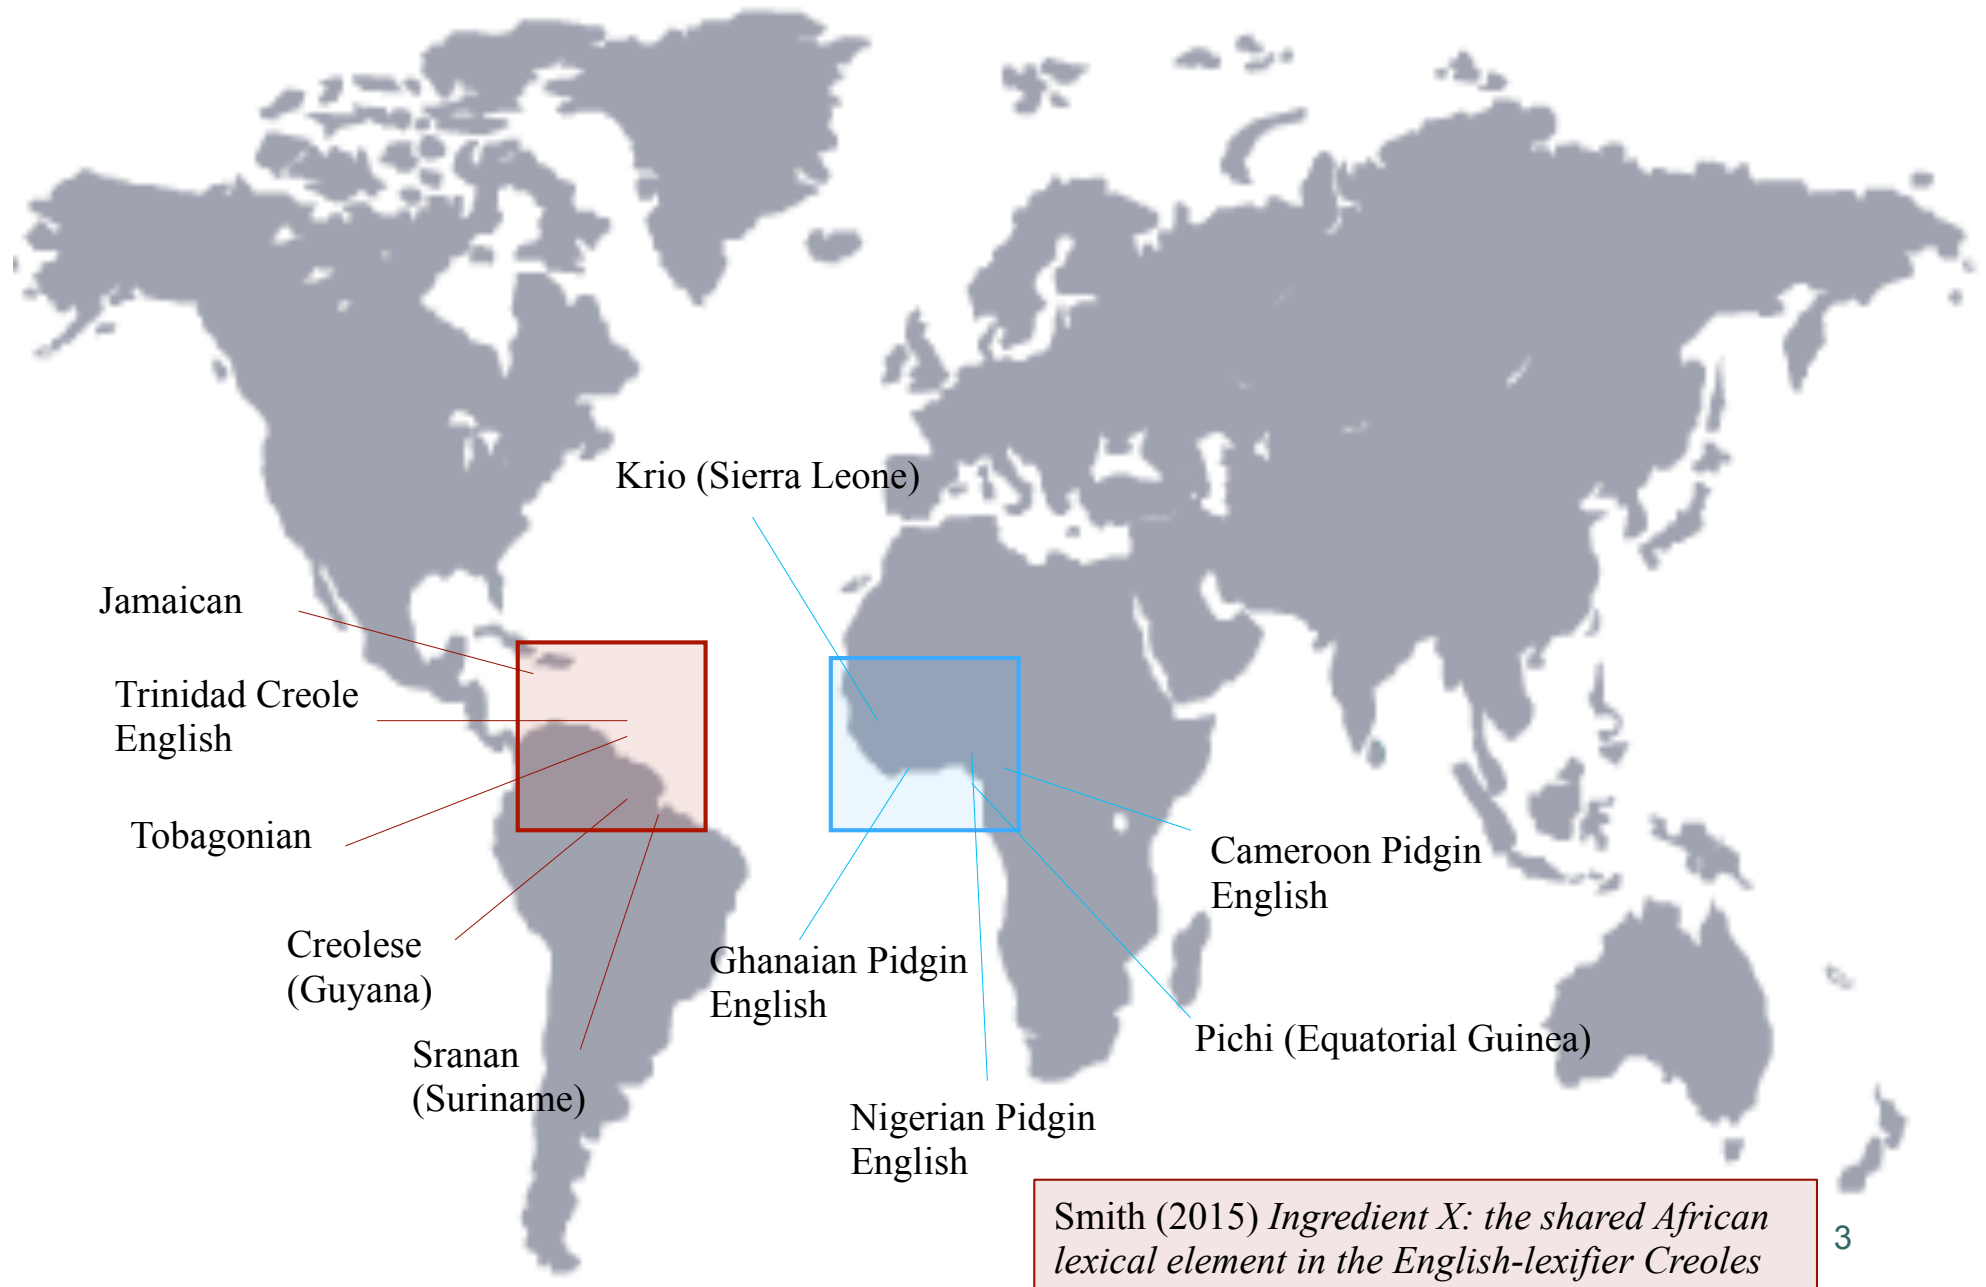 Krio (Sierra Leone)
Jamaican
Trinidad Creole
English
Tobagonian
Creolese
(Guyana)
Sranan
(Suriname)
Ghanaian Pidgin
English
Nigerian Pidgin
English
Cameroon Pidgin
English
Pichi (Equatorial Guinea)
Smith (2015) Ingredient X: the shared African
lexical element in the English-lexifier Creoles
3